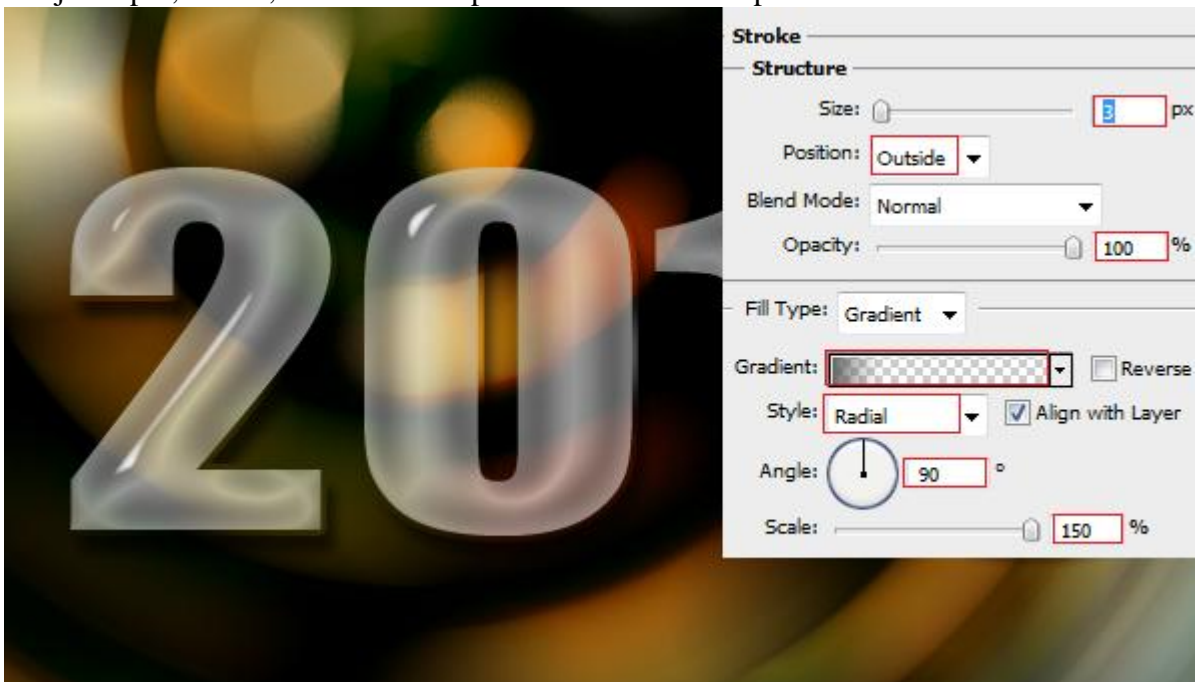 Stroke
Structure
Size: 3 px
Position: Outside
Blend Mode: Normal
Opacity: 100 %
Fill Type: Gradient
Gradient: Reverse
Style: Radial Align with Layer
Angle: 90 °
Scale: 150 %
20